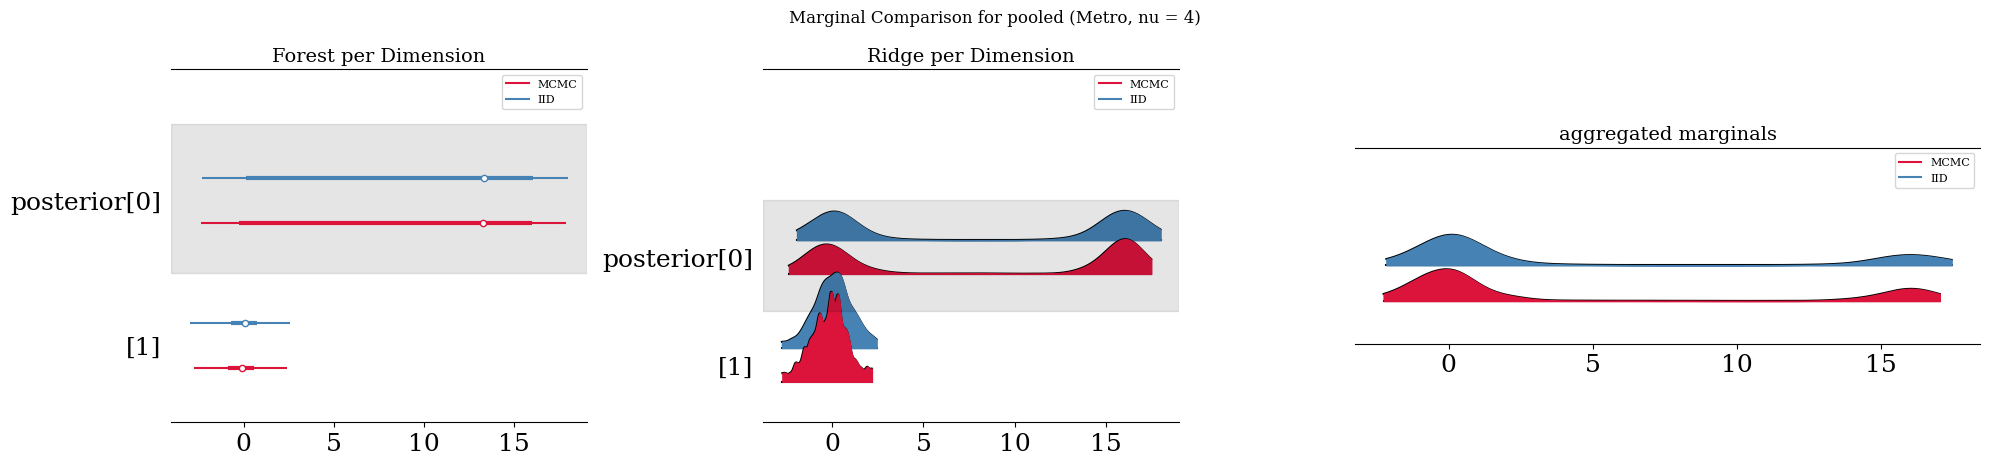 Marginal Comparison for pooled (Metro, nu = 4)
Forest per Dimension
MCMC
IID
posterior[0]
[1]
0 5 10 15
Ridge per Dimension
MCMC
IID
posterior[0]
[1]
0 5 10 15
aggregated marginals
MCMC
IID
0 5 10 15